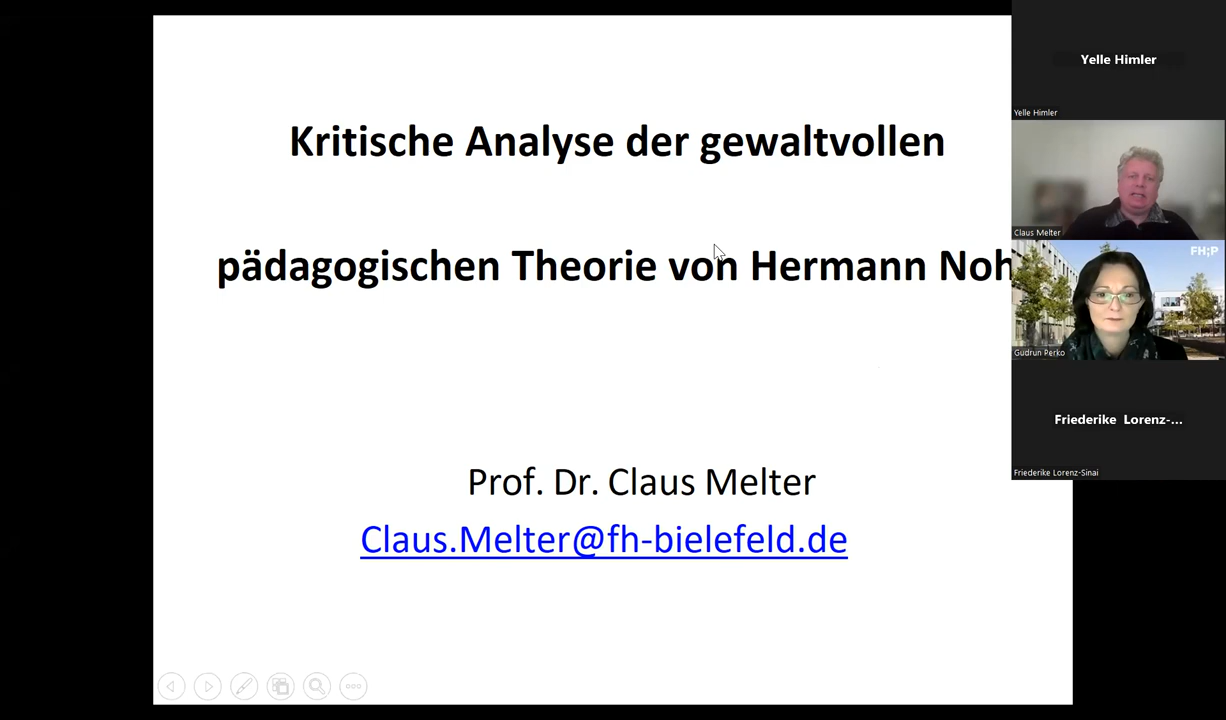 Kritische Analyse der gewaltvollen
pädagogischen Theorie von Hermann Noh
Prof. Dr. Claus Melter
Claus.Melter@fh-bielefeld.de
Yelle Himler
Yelle Himler
Claus Melter
FH;P
Gudrun Perko
Friederike Lorenz-...
Friederike Lorenz-Sinai